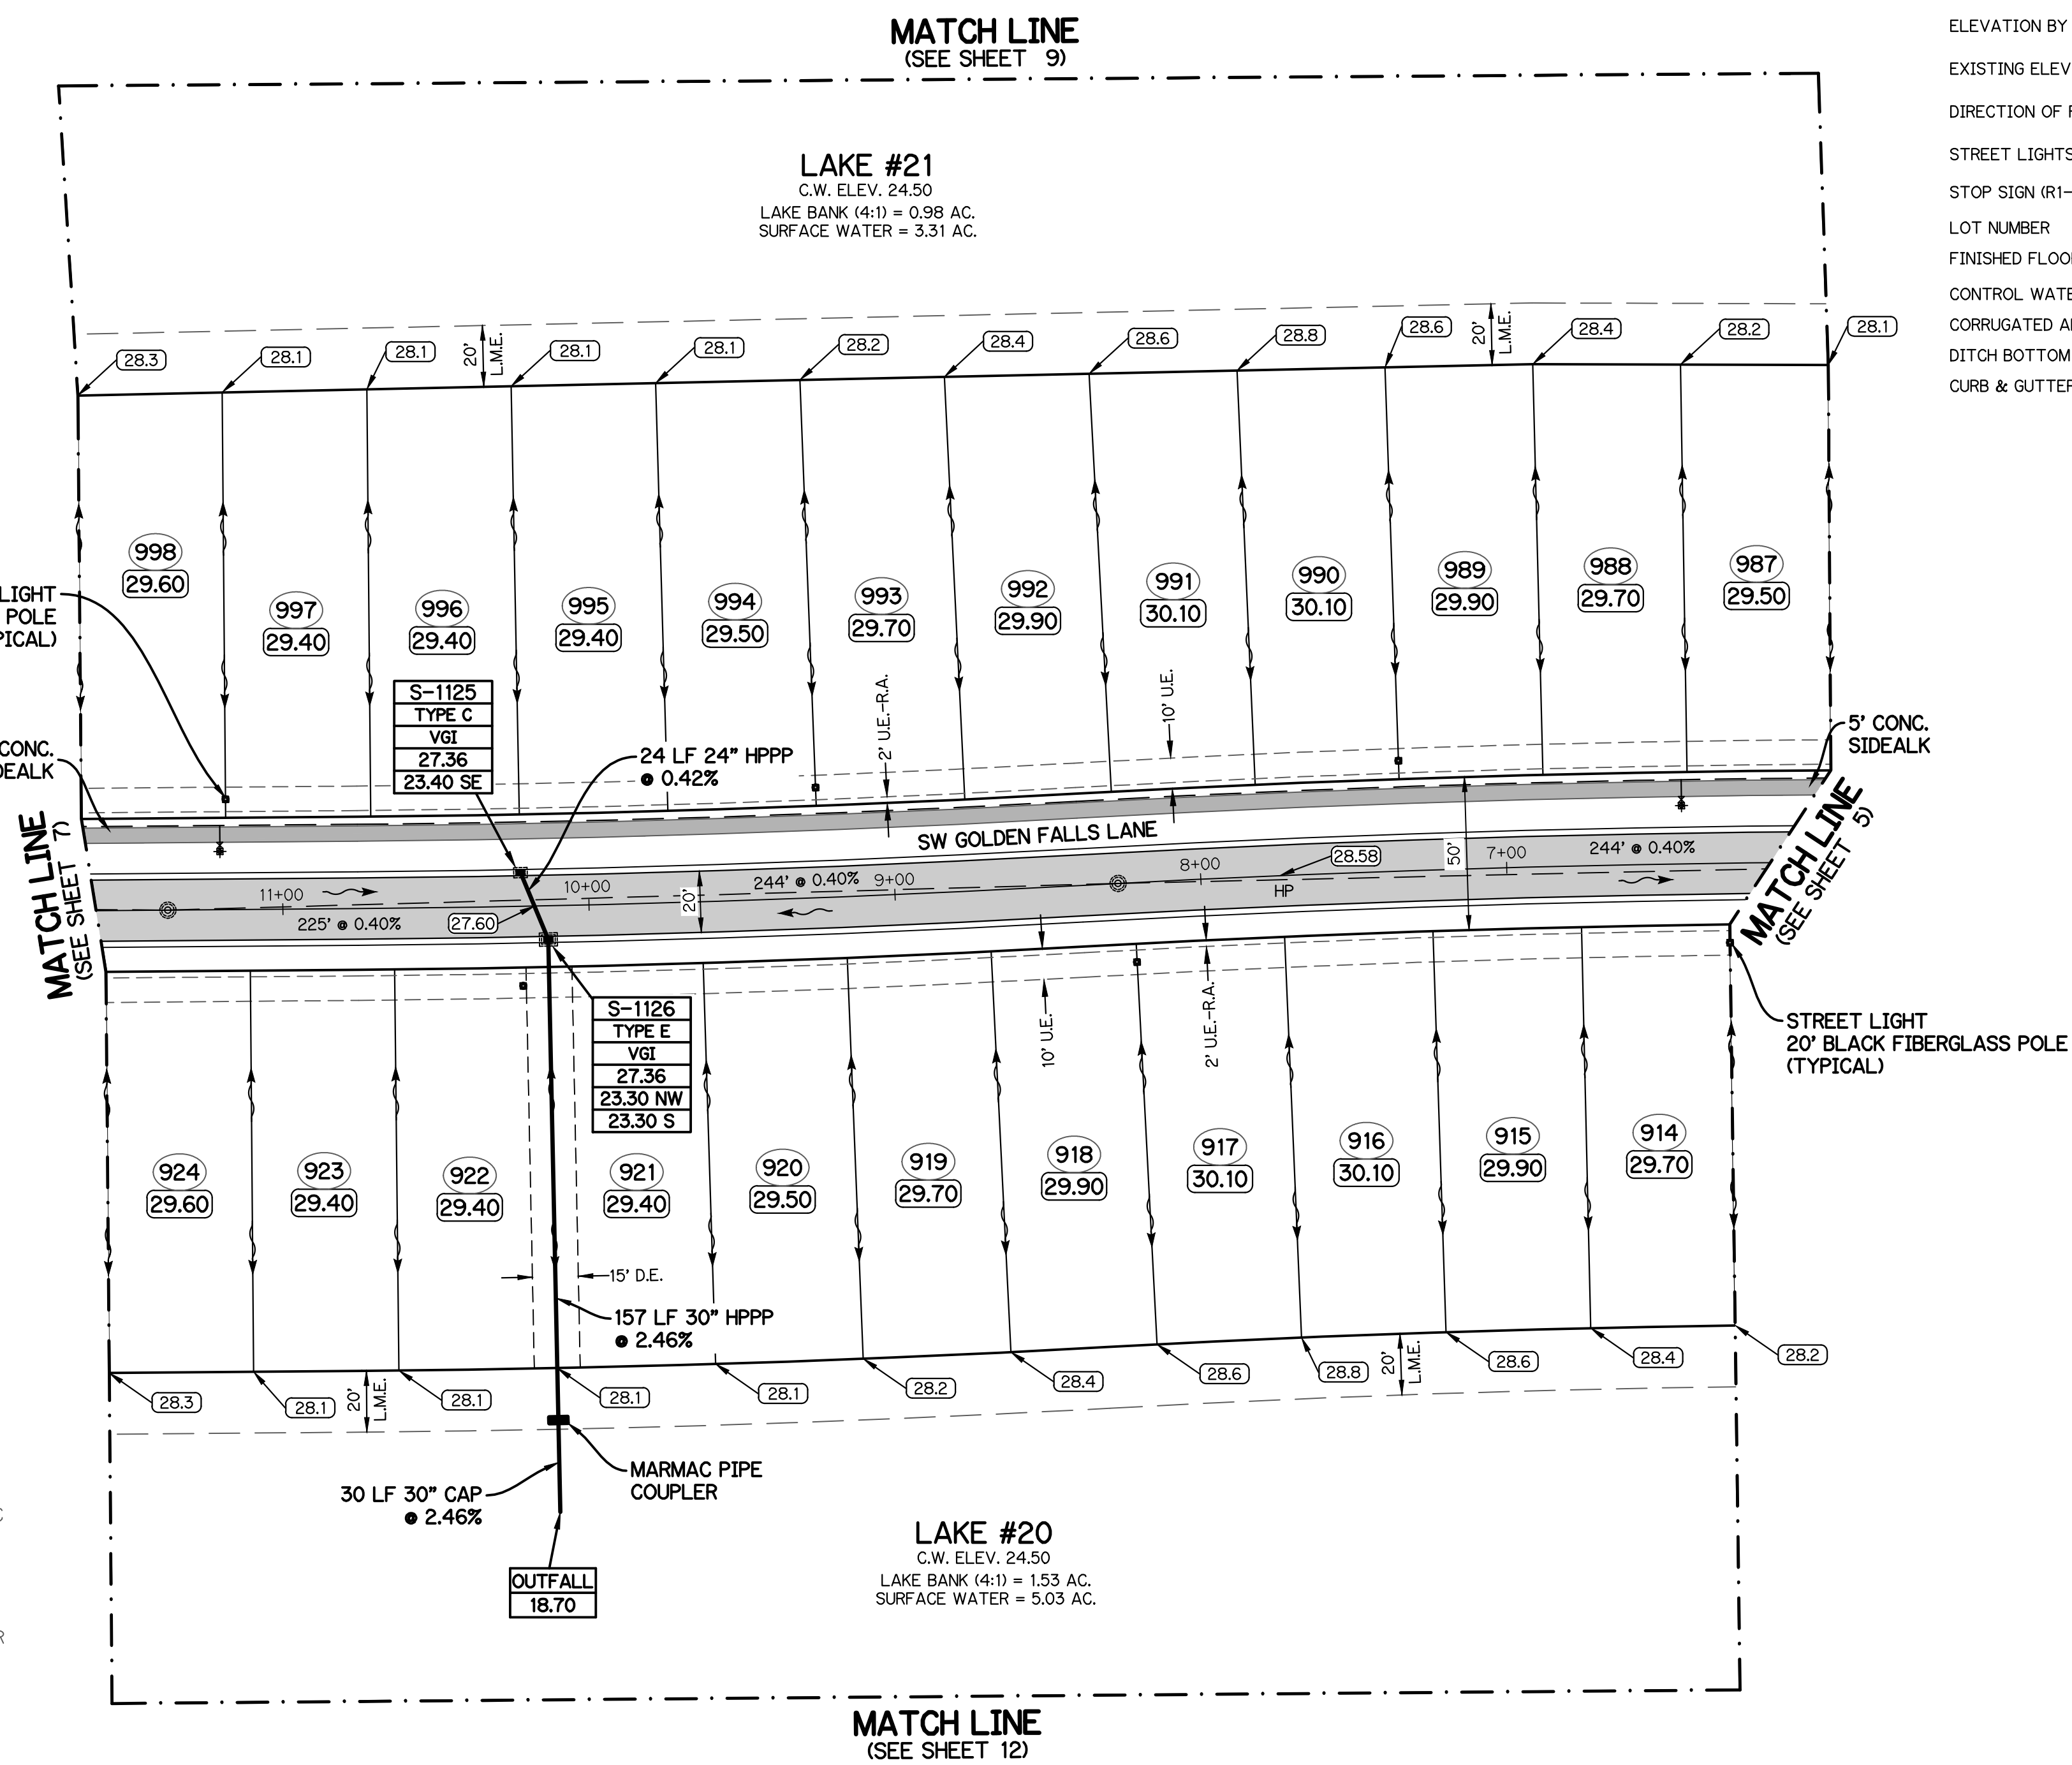 MATCH LINE
(SEE SHEET 9)
ELEVATION BY
EXISTING ELEV
DIRECTION OF
STREET LIGHTS
STOP SIGN (R1-
LOT NUMBER
FINISHED FLOO
CONTROL WATE
CORRUGATED
DITCH BOTTOM
CURB & GUTTER
LAKE #21
C.W. ELEV. 24.50
LAKE BANK (4:1) = 0.98 AC.
SURFACE WATER = 3.31 AC.
28.3
28.1
28.1
20'
L.M.E.
28.1
28.1
28.2
28.4
28.6
28.8
28.6
20'
L.M.E.
28.4
28.2
28.1
998
29.60
997
29.40
996
29.40
995
29.40
994
29.50
993
29.70
992
29.90
991
30.10
990
30.10
989
29.90
988
29.70
987
29.50
LIGHT
POLE
PICAL)
S-1125
TYPE C
VGI
27.36
23.40 SE
24 LF 24" HPPP
@ 0.42%
2' U.E.-R.A.
10' U.E.
5' CONC.
SIDEALK
CONC.
DEALK
MATCH LINE
(SEE SHEET 7)
SW GOLDEN FALLS LANE
11+00
225' @ 0.40%
27.60
10+00
20'
244' @ 0.40%
9+00
8+00
28.58
HP
50'
7+00
244' @ 0.40%
MATCH LINE
(SEE SHEET 5)
S-1126
TYPE E
VGI
27.36
23.30 NW
23.30 S
10' U.E.
2' U.E.-R.A.
STREET LIGHT
20' BLACK FIBERGLASS POLE
(TYPICAL)
924
29.60
923
29.40
922
29.40
921
29.40
920
29.50
919
29.70
918
29.90
917
30.10
916
30.10
915
29.90
914
29.70
15' D.E.
157 LF 30" HPPP
@ 2.46%
28.3
28.1
20'
L.M.E.
28.1
28.1
28.1
28.2
28.4
28.6
28.8
20'
L.M.E.
28.6
28.4
28.2
MARMAC PIPE
COUPLER
30 LF 30" CAP
@ 2.46%
OUTFALL
18.70
LAKE #20
C.W. ELEV. 24.50
LAKE BANK (4:1) = 1.53 AC.
SURFACE WATER = 5.03 AC.
MATCH LINE
(SEE SHEET 12)